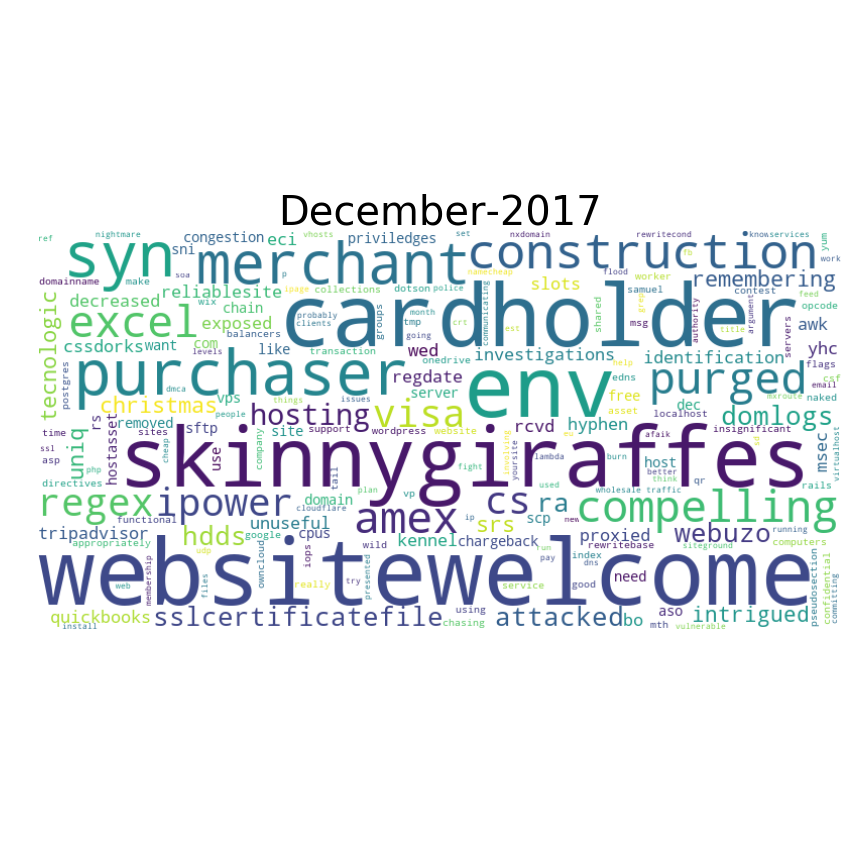 December-2017
ref nightmare vhosts set nxdomain rewritecond knowservices
syn sni congestion eci priviledges construction yum
merchant namecheap flood fb worker work
domainname soa p ipage collections dotson police slots samuel remembering
decreased make reliablesite cardholder shared grep title feed
wix chain probably month crt communicating est msg authority argument contest opcode
tecnologic excel exposed balancers clients groups tmp going servers awk
cssdorks want com like transaction wed onedrive investigations help identification yhc
postgres levels purchaser regdate env edns purged flags
dmca issues asset mxroute email csf
christmas vps things server free dec localhost naked
rs removed sftp people hosting visa rcvd hyphen domlogs
time sites support wordpress website afaik insignificant
uniq hostasset use site company skinnygiraffes host msec virtualhost
ssl asp cheap fight involving yoursite better sd
php tail lambda burn think qr rails
directives plan vp used wholesale traffic
regex ipower domain cloudflare cs ra compelling
functional amex ip new
tripadvisor hdds unuseful google cpus srs scp proxied webuzo running
appropriately udp iops wild kennel chargeback run rewritebase siteground computers
owncloud index pay dns
websitewelcome
web membership files really try presented service good need pseudosection confidential committing
quickbooks sslcertificatefile using attacked bo aso intrigued
install chasing mth vulnerable